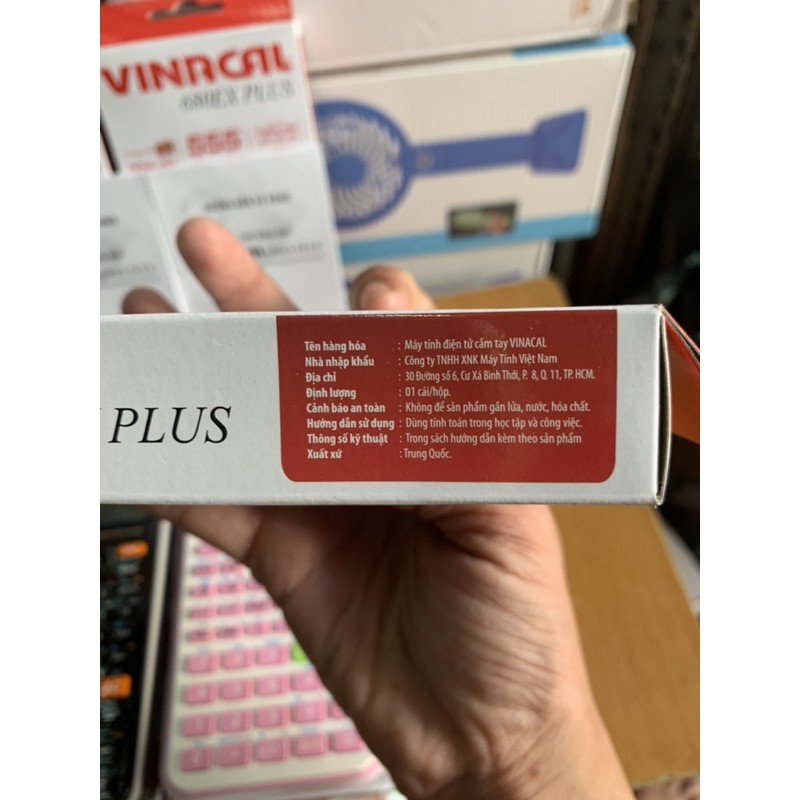 VINACAL
680EX PLUS
PLUS
Tên hàng hóa : Máy tính điện tử cầm tay VINACAL
Nhà nhập khẩu : Công ty TNHH XNK Máy Tính Việt Nam
Địa chỉ : 30 Đường số 6, Cư Xá Bình Thới, P. 8, Q. 11, TP. HCM.
Định lượng : 01 cái/hộp.
Cảnh báo an toàn : Không để sản phẩm gần lửa, nước, hóa chất.
Hướng dẫn sử dụng : Dùng tính toán trong học tập và công việc.
Thông số kỹ thuật : Trong sách hướng dẫn kèm theo sản phẩm
Xuất xứ : Trung Quốc.